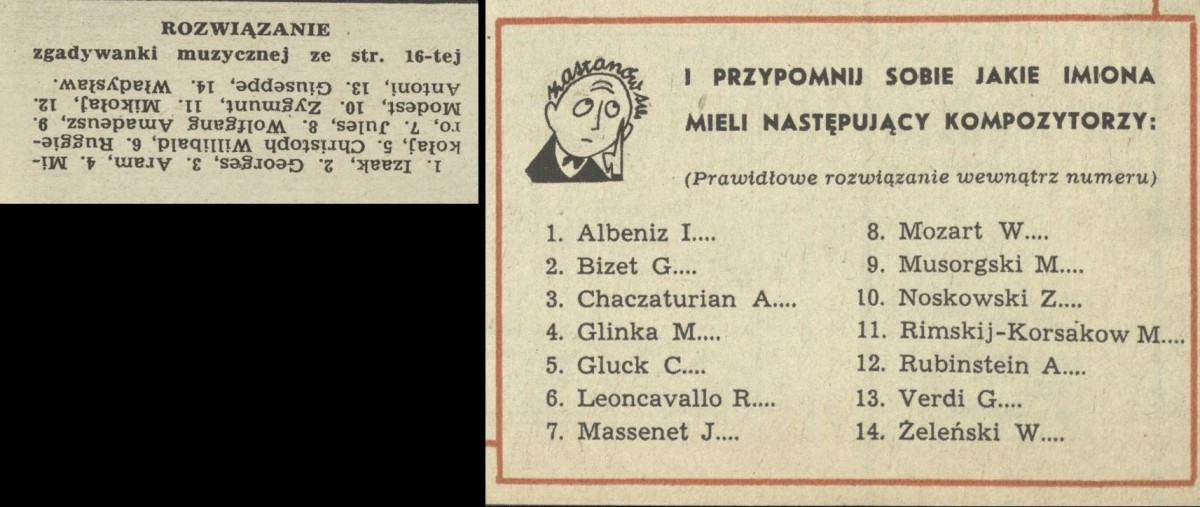 ROZWIĄZANIE
zgadywanki muzycznej ze str. 16-tej
1. Izaak, 2. Georges, 3. Aram, 4. Mi-
kołaj, 5. Christoph Willibald, 6. Ruggie-
ro, 7. Jules, 8. Wolfgang Amadeusz, 9.
Modest, 10. Zygmunt, 11. Mikołaj, 12.
Antoni, 13. Giuseppe, 14. Władysław.
zastanów się
I PRZYPOMNIJ SOBIE JAKIE IMIONA
MIELI NASTĘPUJĄCY KOMPOZYTORZY:
(Prawidłowe rozwiązanie wewnątrz numeru)
1. Albeniz I....
2. Bizet G....
3. Chaczaturian A....
4. Glinka M....
5. Gluck C....
6. Leoncavallo R....
7. Massenet J....
8. Mozart W....
9. Musorgski M....
10. Noskowski Z....
11. Rimskij-Korsakow M....
12. Rubinstein A....
13. Verdi G....
14. Żeleński W....